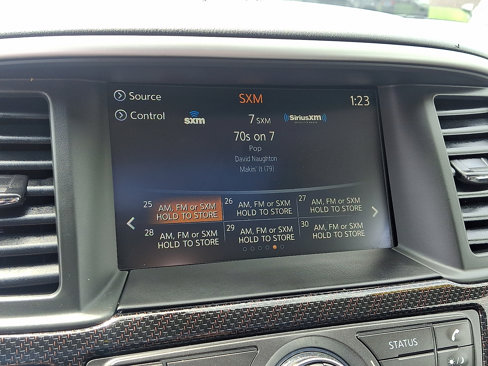 Source
SXM
1:23
Control
sxm
7 SXM
SiriusXM
70s on 7
Pop
David Naughton
Makin' It (79)
25 AM, FM or SXM HOLD TO STORE
26 AM, FM or SXM HOLD TO STORE
27 AM, FM or SXM HOLD TO STORE
28 AM, FM or SXM HOLD TO STORE
29 AM, FM or SXM HOLD TO STORE
30 AM, FM or SXM HOLD TO STORE
STATUS